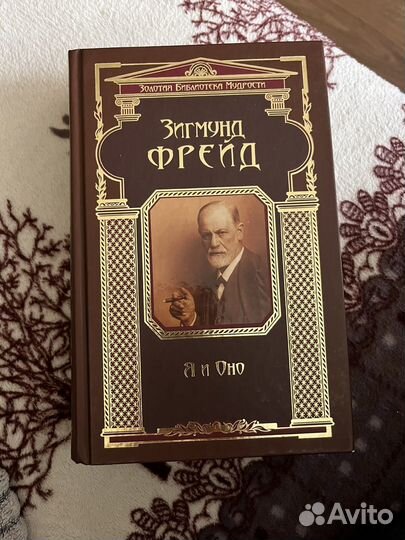 Золотая Библиотека Мудрости
Зигмунд
ФРЕЙД
Я и Оно
Avito